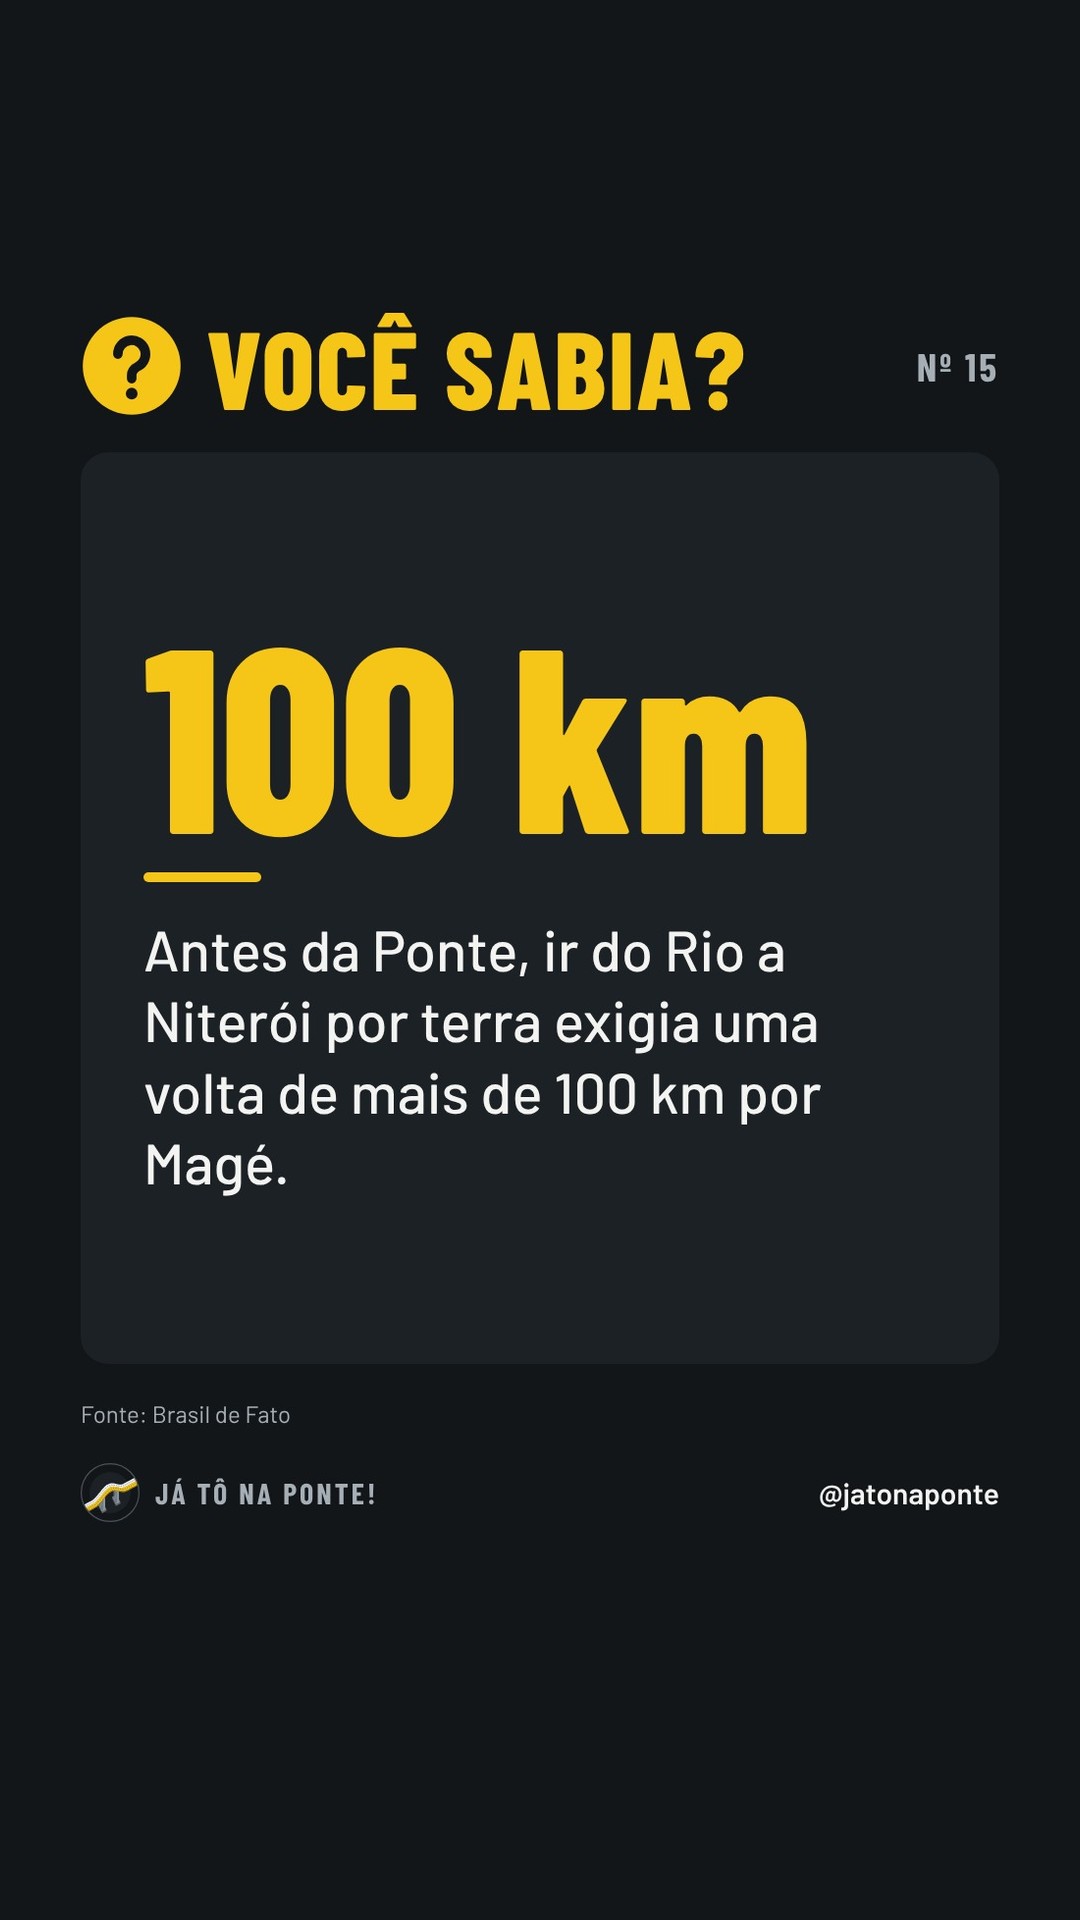 ? VOCÊ SABIA?
Nº 15
100 km
Antes da Ponte, ir do Rio a
Niterói por terra exigia uma
volta de mais de 100 km por
Magé.
Fonte: Brasil de Fato
JÁ TÔ NA PONTE!
@jatonaponte